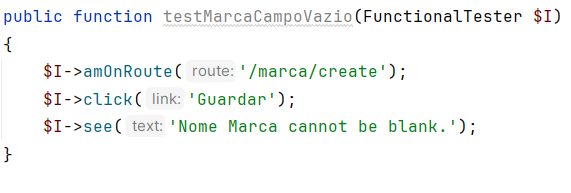 public function testMarcaCampoVazio(FunctionalTester $I)
{
    $I->amOnRoute( route: '/marca/create');
    $I->click( link: 'Guardar');
    $I->see( text: 'Nome Marca cannot be blank.');
}